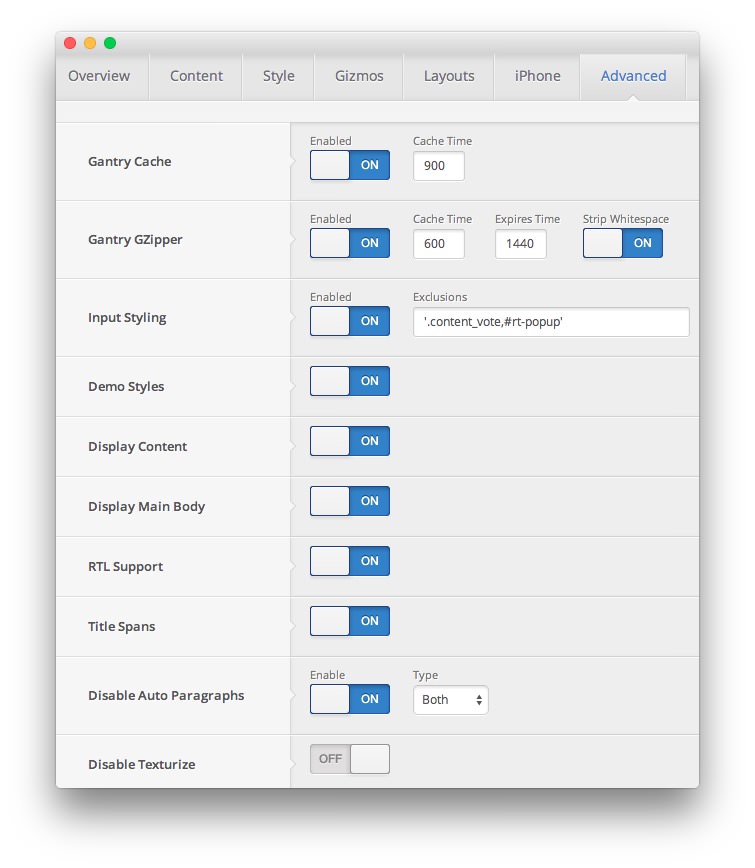 Overview Content Style Gizmos Layouts iPhone Advanced
Enabled Cache Time
Gantry Cache ON 900
Enabled Cache Time Expires Time Strip Whitespace
Gantry GZipper ON 600 1440 ON
Enabled Exclusions
Input Styling ON '.content_vote,#rt-popup'
Demo Styles ON
Display Content ON
Display Main Body ON
RTL Support ON
Title Spans ON
Enable Type
Disable Auto Paragraphs ON Both
Disable Texturize OFF